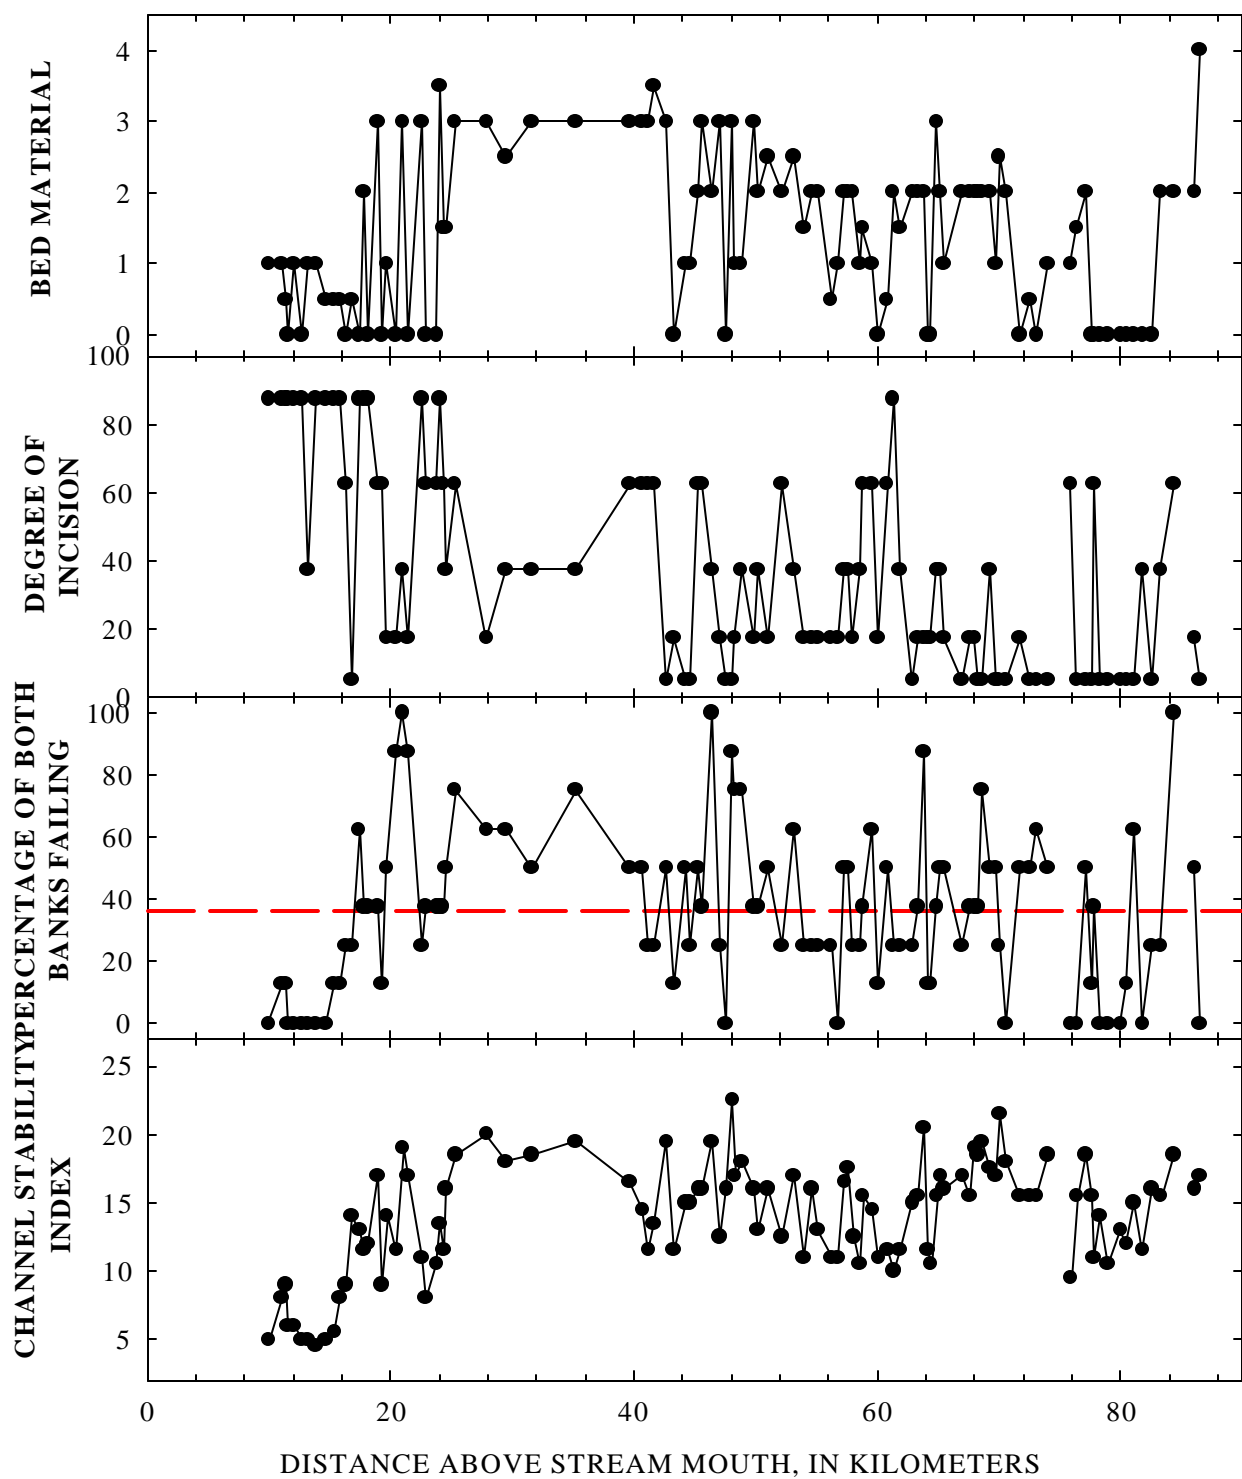 BED MATERIAL
4
3
2
1
0
DEGREE OF
INCISION
100
80
60
40
20
0
PERCENTAGE OF BOTH
BANKS FAILING
100
80
60
40
20
0
CHANNEL STABILITY
INDEX
25
20
15
10
5
0 20 40 60 80
DISTANCE ABOVE STREAM MOUTH, IN KILOMETERS